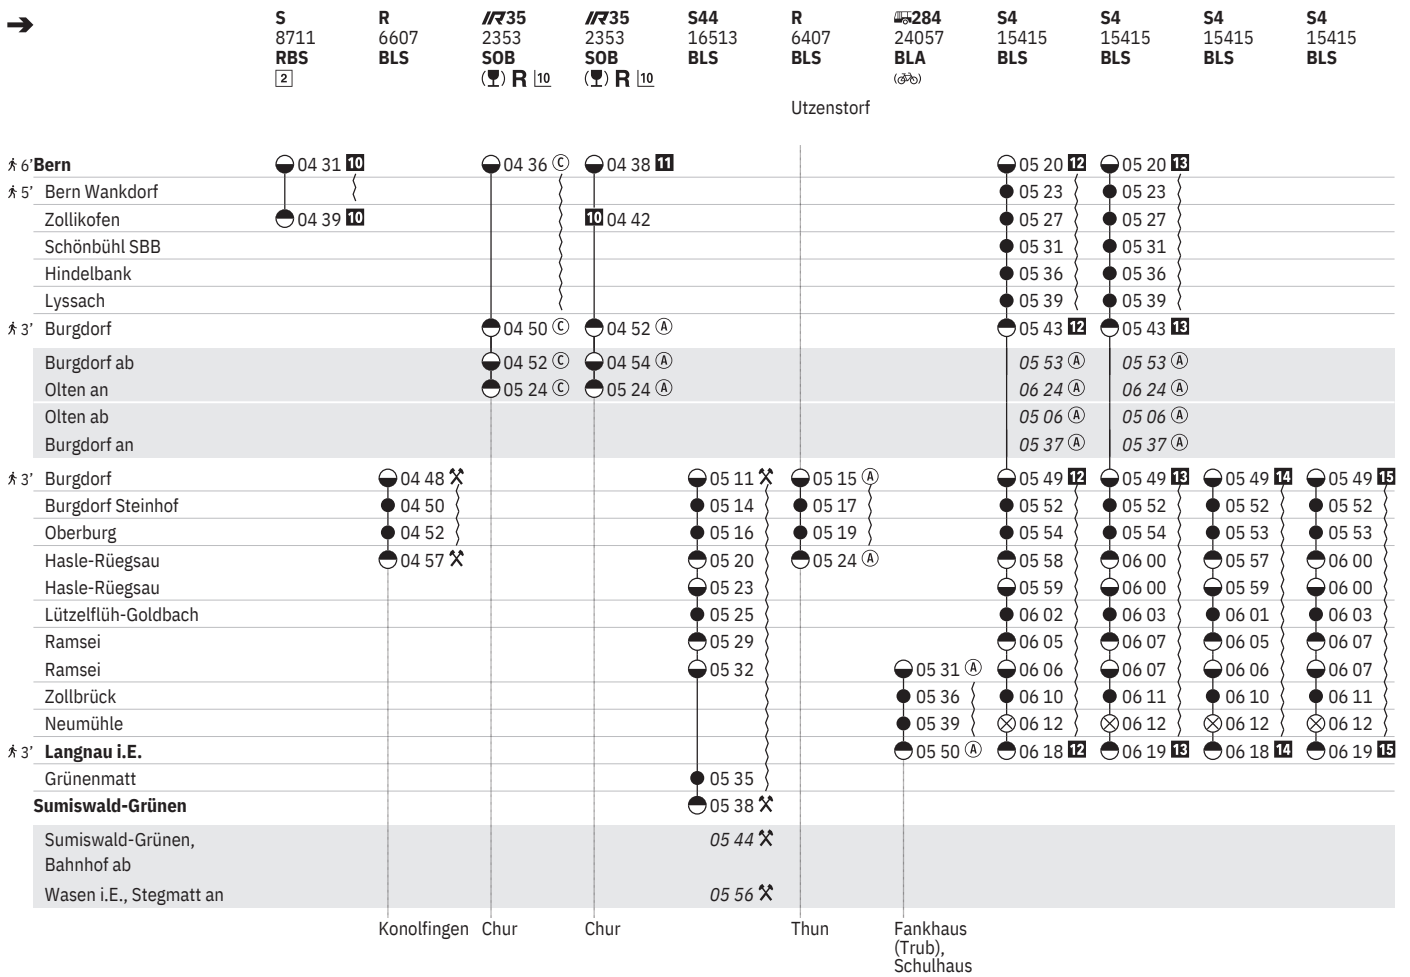 S R IR35 IR35 S44 R 284 S4 S4 S4 S4
8711 6607 2353 2353 16513 6407 24057 15415 15415 15415 15415
RBS BLS SOB SOB BLS BLS BLA BLS BLS BLS BLS
2 R 10 R 10
Utzenstorf
6' Bern 04 31 10 04 36 C 04 38 11 05 20 12 05 20 13
5' Bern Wankdorf 05 23 05 23
Zollikofen 04 39 10 10 04 42 05 27 05 27
Schönbühl SBB 05 31 05 31
Hindelbank 05 36 05 36
Lyssach 05 39 05 39
3' Burgdorf 04 50 C 04 52 A 05 43 12 05 43 13
Burgdorf ab 04 52 C 04 54 A 05 53 A 05 53 A
Olten an 05 24 C 05 24 A 06 24 A 06 24 A
Olten ab 05 06 A 05 06 A
Burgdorf an 05 37 A 05 37 A
3' Burgdorf 04 48 05 11 05 15 A 05 49 12 05 49 13 05 49 14 05 49 15
Burgdorf Steinhof 04 50 05 14 05 17 05 52 05 52 05 52 05 52
Oberburg 04 52 05 16 05 19 05 54 05 54 05 53 05 53
Hasle-Rüegsau 04 57 05 20 05 24 A 05 58 06 00 05 57 06 00
Hasle-Rüegsau 05 23 05 59 06 00 05 59 06 00
Lützelflüh-Goldbach 05 25 06 02 06 03 06 01 06 03
Ramsei 05 29 06 05 06 07 06 05 06 07
Ramsei 05 32 05 31 A 06 06 06 07 06 06 06 07
Zollbrück 05 36 06 10 06 11 06 10 06 11
Neumühle 05 39 06 12 06 12 06 12 06 12
3' Langnau i.E. 05 50 A 06 18 12 06 19 13 06 18 14 06 19 15
Grünenmatt 05 35
Sumiswald-Grünen 05 38
Sumiswald-Grünen, 05 44
Bahnhof ab
Wasen i.E., Stegmatt an 05 56
Konolfingen Chur Chur Thun Fankhaus
(Trub),
Schulhaus